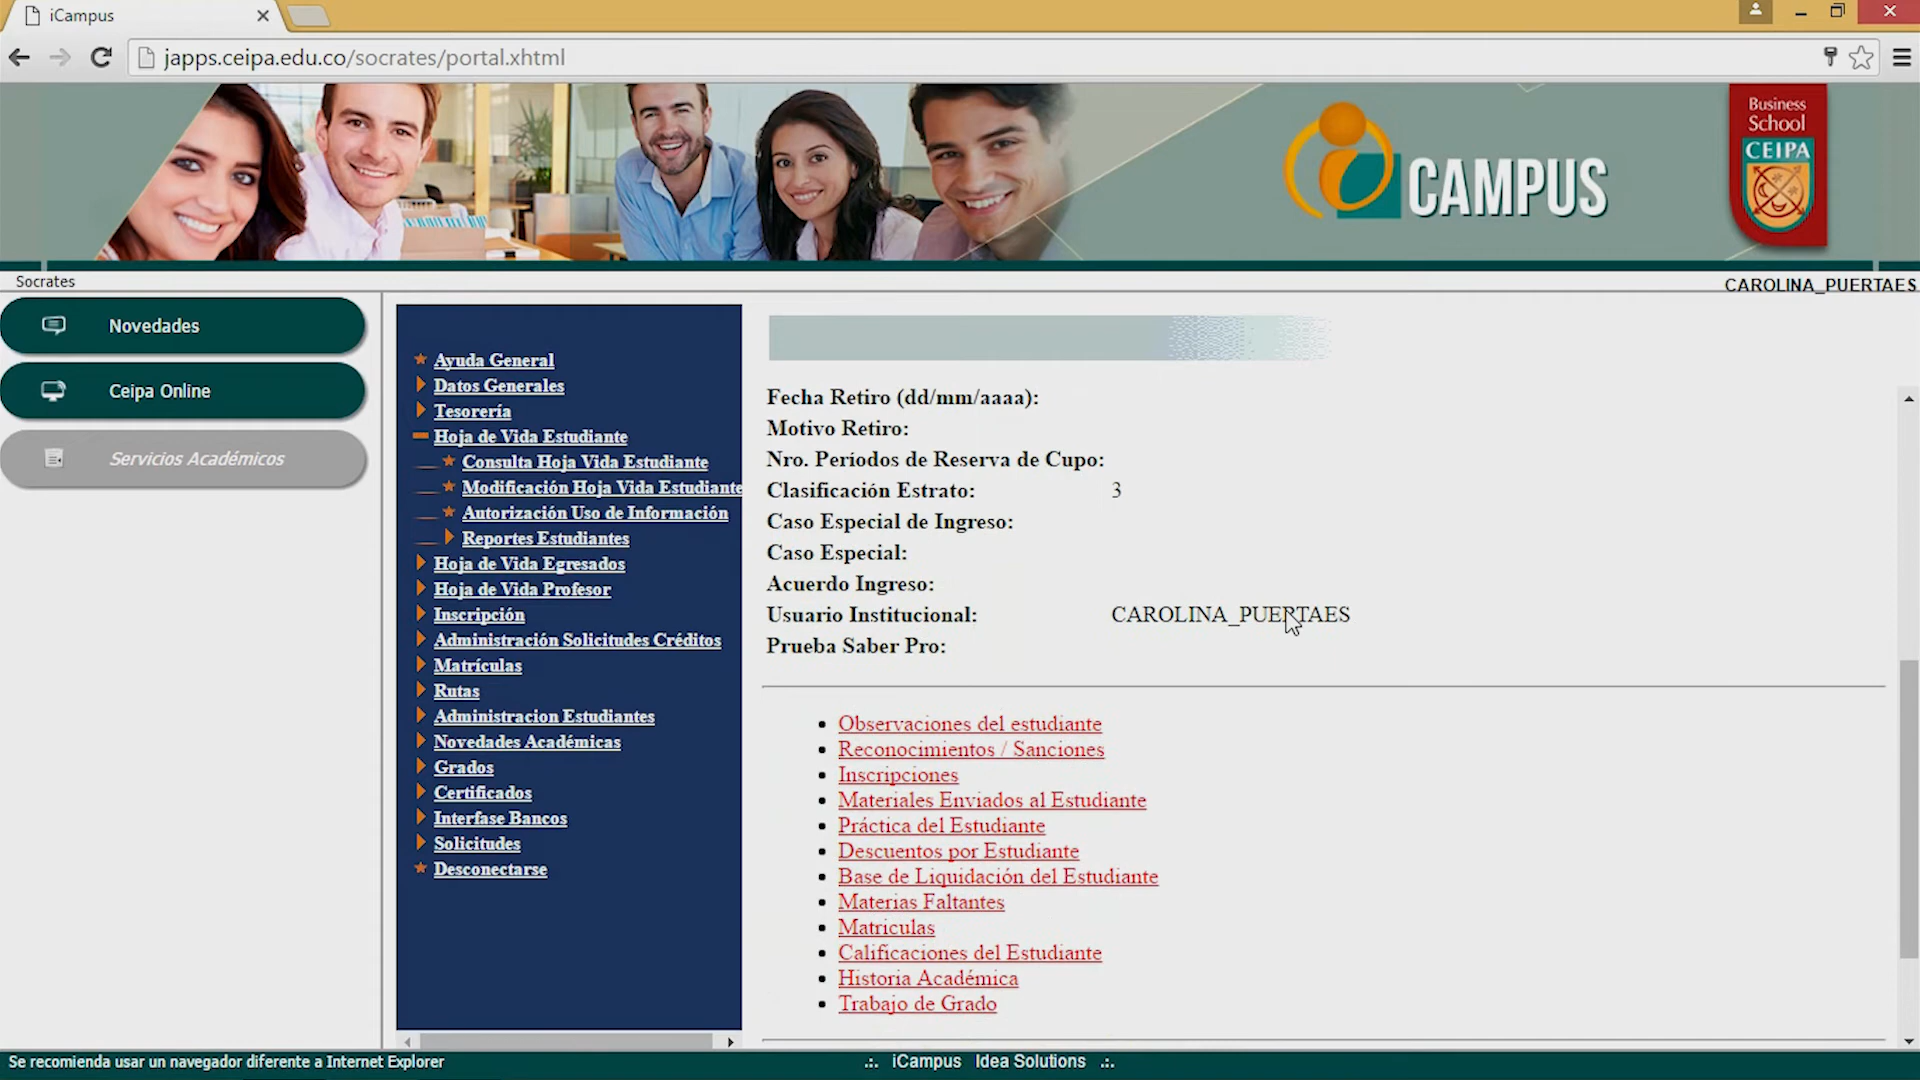 iCampus
japps.ceipa.edu.co/socrates/portal.xhtml
i CAMPUS
Business
School
CEIPA
Socrates
CAROLINA_PUERTAES
Novedades
Ceipa Online
Servicios Académicos
Ayuda General
Datos Generales
Tesorería
Hoja de Vida Estudiante
Consulta Hoja Vida Estudiante
Modificación Hoja Vida Estudiante
Autorización Uso de Información
Reportes Estudiantes
Hoja de Vida Egresados
Hoja de Vida Profesor
Inscripción
Administración Solicitudes Créditos
Matrículas
Rutas
Administracion Estudiantes
Novedades Académicas
Grados
Certificados
Interfase Bancos
Solicitudes
Desconectarse
Fecha Retiro (dd/mm/aaaa):
Motivo Retiro:
Nro. Períodos de Reserva de Cupo:
Clasificación Estrato: 3
Caso Especial de Ingreso:
Caso Especial:
Acuerdo Ingreso:
Usuario Institucional: CAROLINA_PUERTAES
Prueba Saber Pro:
Observaciones del estudiante
Reconocimientos / Sanciones
Inscripciones
Materiales Enviados al Estudiante
Práctica del Estudiante
Descuentos por Estudiante
Base de Liquidación del Estudiante
Materias Faltantes
Matriculas
Calificaciones del Estudiante
Historia Académica
Trabajo de Grado
Se recomienda usar un navegador diferente a Internet Explorer
.:. iCampus Idea Solutions .:.